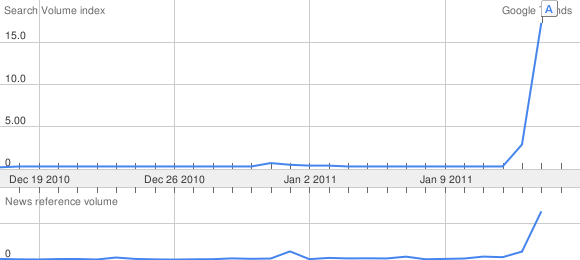 Search Volume index
Google Trends
A
15.0
10.0
5.00
0
Dec 19 2010 Dec 26 2010 Jan 2 2011 Jan 9 2011
News reference volume
0